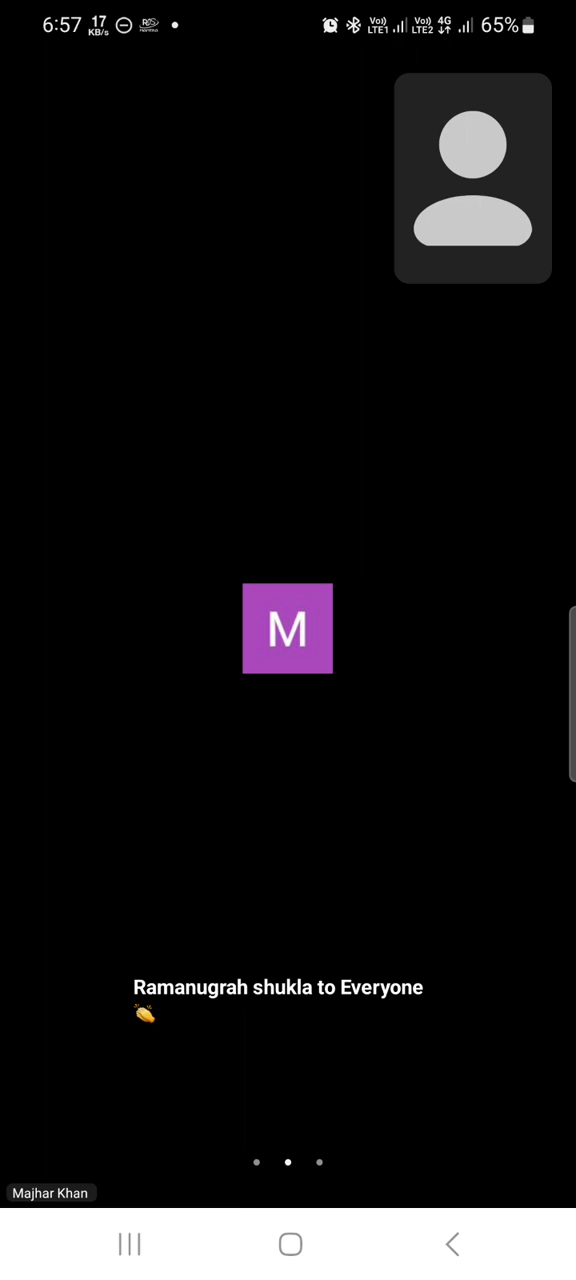 6:57 17 KB/s Vo)) LTE1 Vo)) LTE2 4G 65%
M
Ramanugrah shukla to Everyone
👏
Majhar Khan